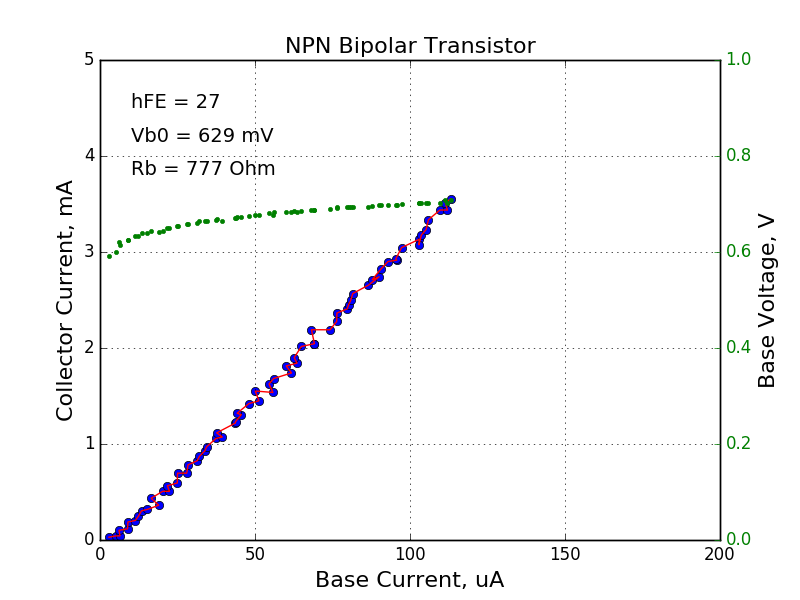 NPN Bipolar Transistor
hFE = 27
Vb0 = 629 mV
Rb = 777 Ohm
Collector Current, mA
5
4
3
2
1
0
Base Voltage, V
1.0
0.8
0.6
0.4
0.2
0.0
0 50 100 150 200
Base Current, uA